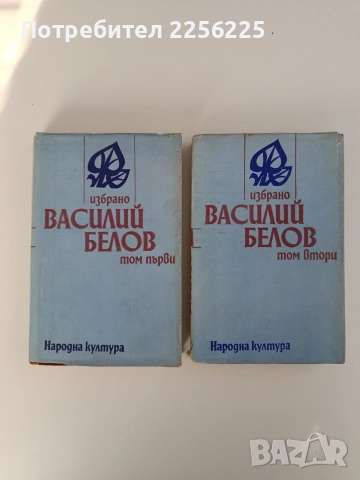 Потребител 2256225
избрано
ВАСИЛИЙ
БЕЛОВ
том първи
Народна култура
избрано
ВАСИЛИЙ
БЕЛОВ
том втори
Народна култура
BAZAR